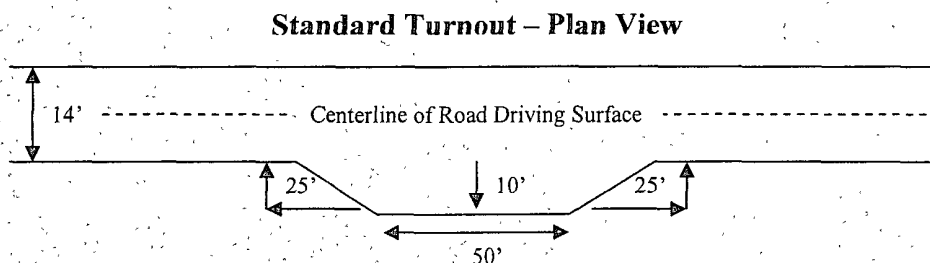 Standard Turnout – Plan View
14'
Centerline of Road Driving Surface
25'
10'
25'
50'